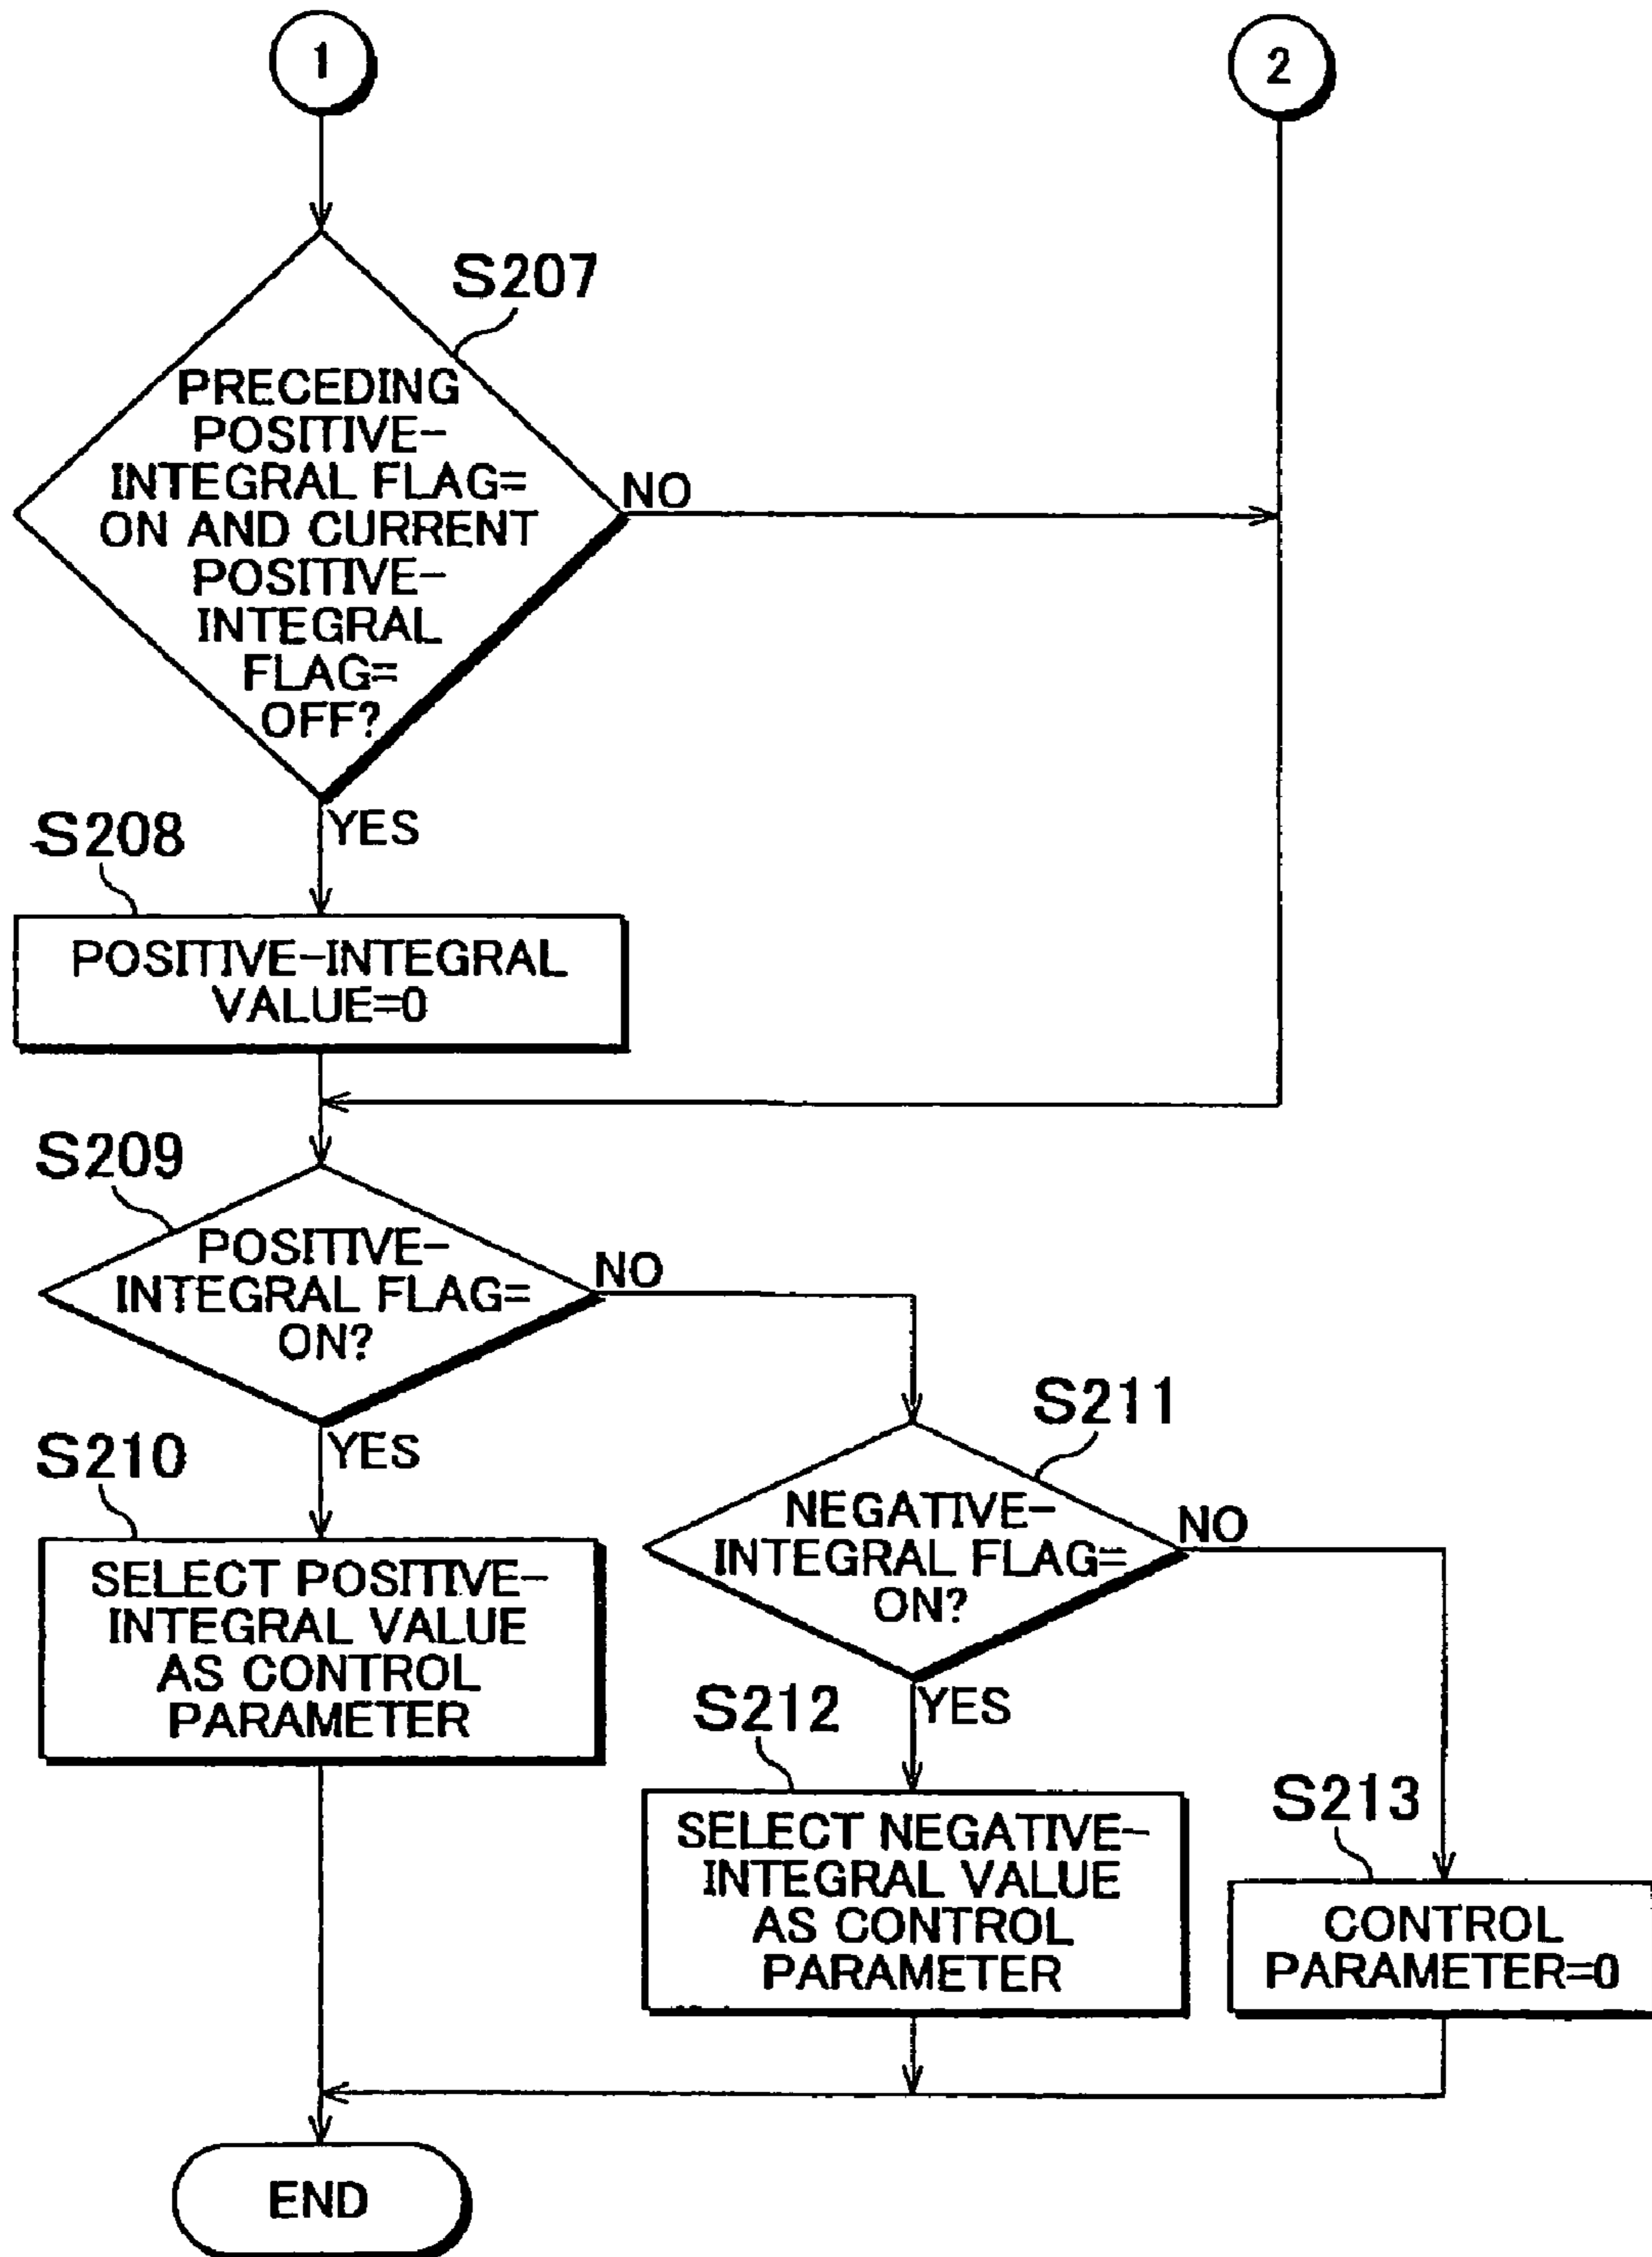 1
2
S207
PRECEDING
POSITIVE-
INTEGRAL FLAG=
ON AND CURRENT
POSITIVE-
INTEGRAL
FLAG=
OFF?
NO
YES
S208
POSITIVE-INTEGRAL
VALUE=0
S209
POSITIVE-
INTEGRAL FLAG=
ON?
NO
YES
S210
SELECT POSITIVE-
INTEGRAL VALUE
AS CONTROL
PARAMETER
S211
NEGATIVE-
INTEGRAL FLAG=
ON?
NO
YES
S212
SELECT NEGATIVE-
INTEGRAL VALUE
AS CONTROL
PARAMETER
S213
CONTROL
PARAMETER=0
END